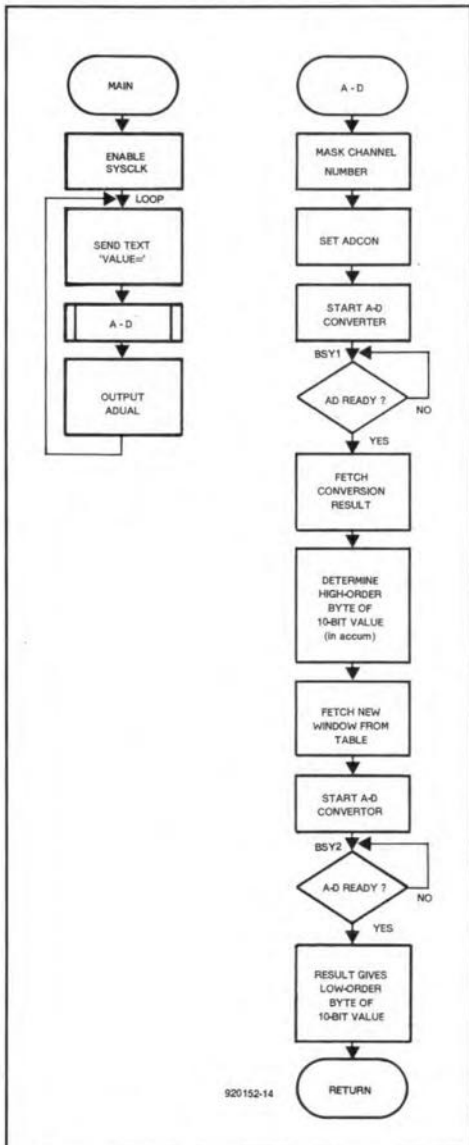 MAIN
ENABLE
SYSCLK
LOOP
SEND TEXT
'VALUE='
A - D
OUTPUT
ADUAL
A - D
MASK CHANNEL
NUMBER
SET ADCON
START A-D
CONVERTER
BSY1
AD READY ?
NO
YES
FETCH
CONVERSION
RESULT
DETERMINE
HIGH-ORDER
BYTE OF
10-BIT VALUE
(in accum)
FETCH NEW
WINDOW FROM
TABLE
START A-D
CONVERTOR
BSY2
A-D READY ?
NO
YES
RESULT GIVES
LOW-ORDER
BYTE OF
10-BIT VALUE
920152-14
RETURN